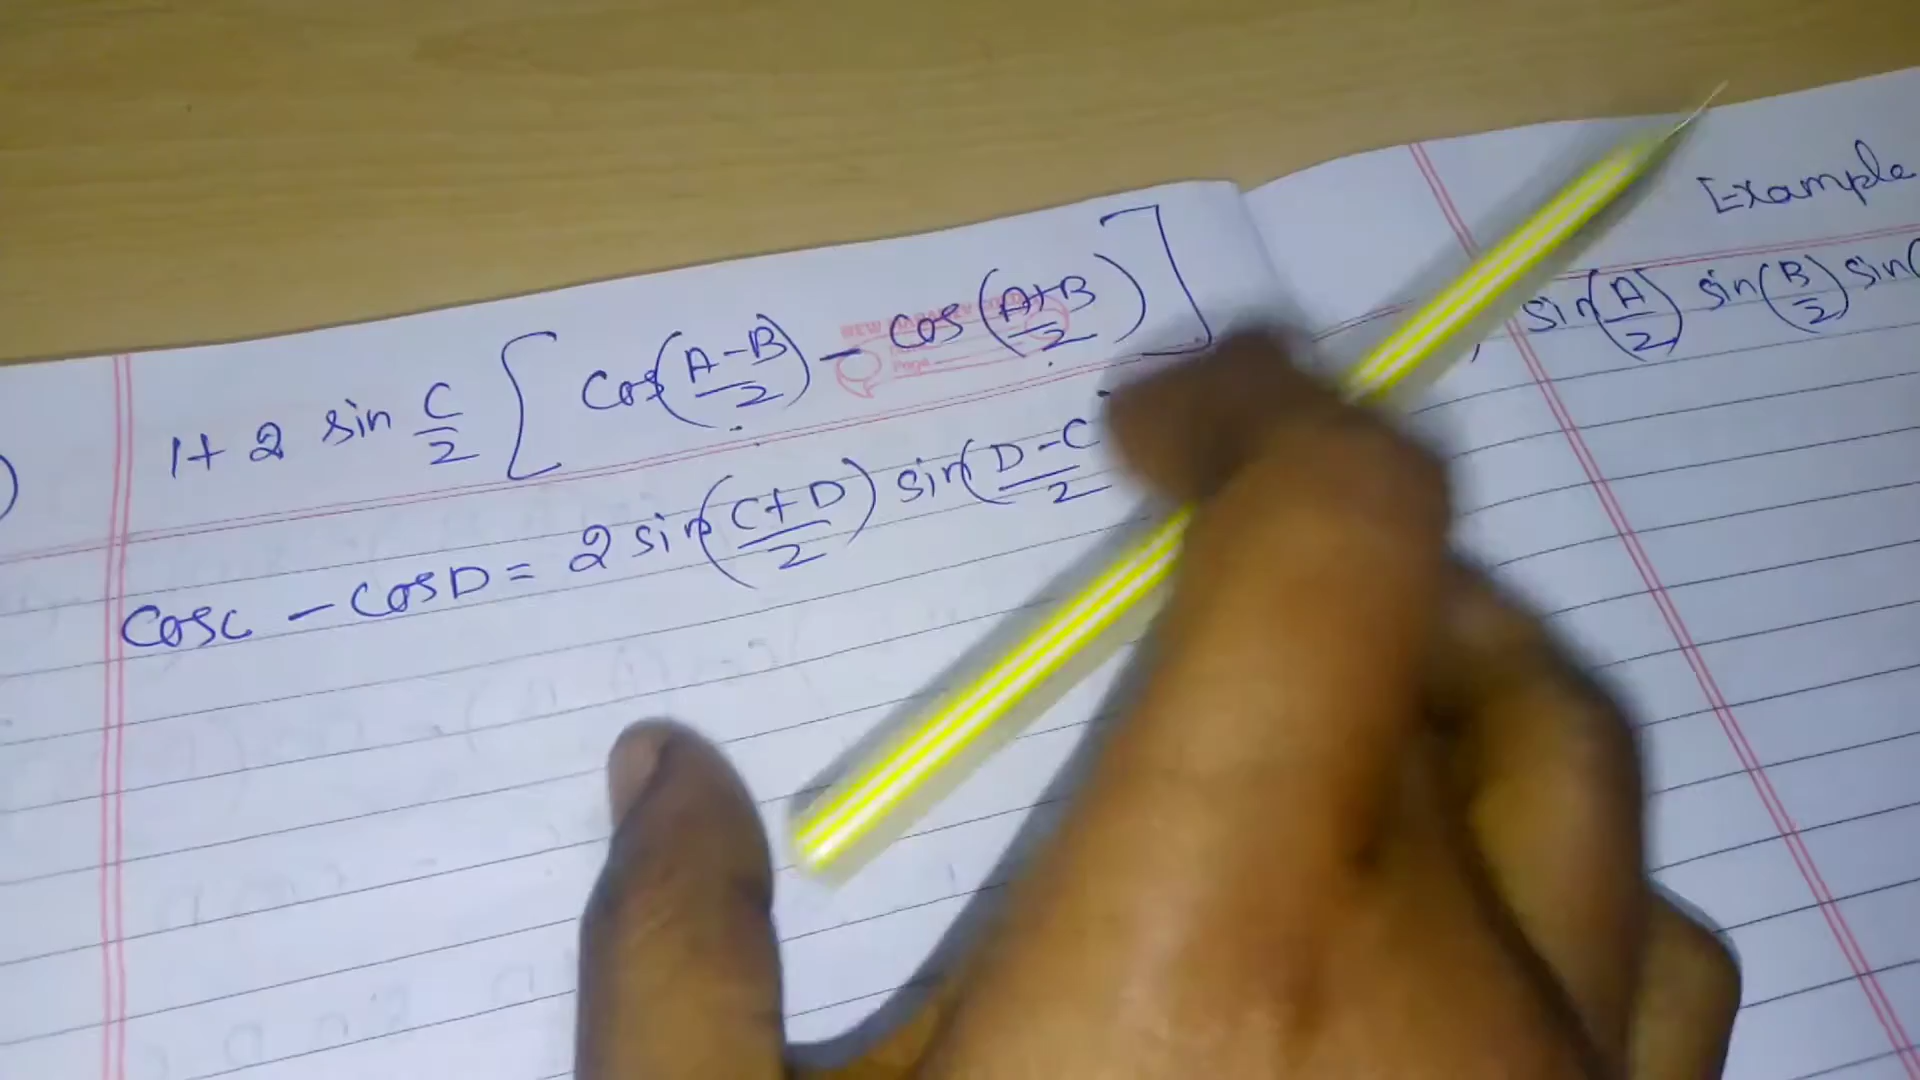 1+ 2 sin C/2 [ cos(A-B/2) - cos(A+B/2) ]
cosc - cosD = 2 sin(C+D/2) sin(D-C/2
Example
, sin(A/2) sin(B/2) sin(